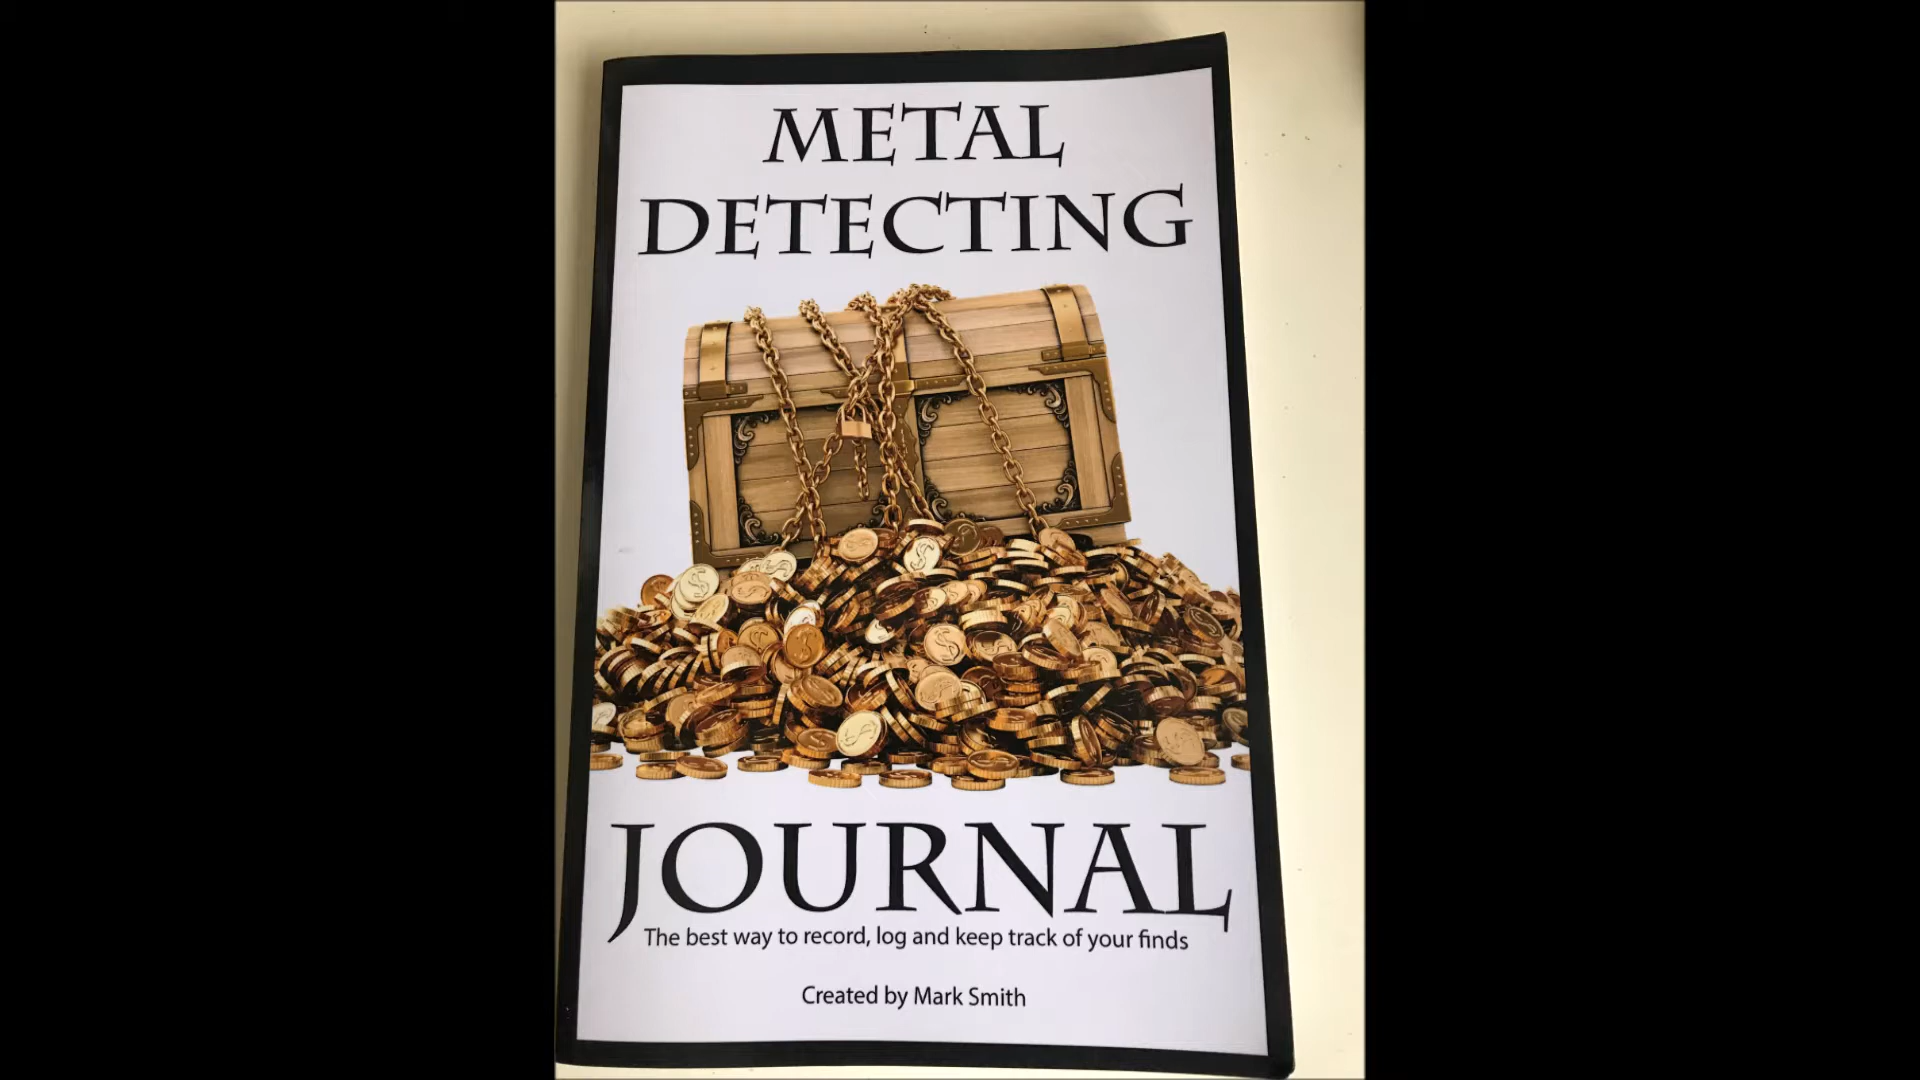 METAL
DETECTING
JOURNAL
The best way to record, log and keep track of your finds
Created by Mark Smith